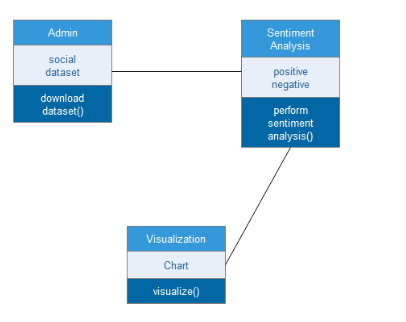 Admin
social
dataset
download
dataset()
Sentiment
Analysis
positive
negative
perform
sentiment
analysis()
Visualization
Chart
visualize()